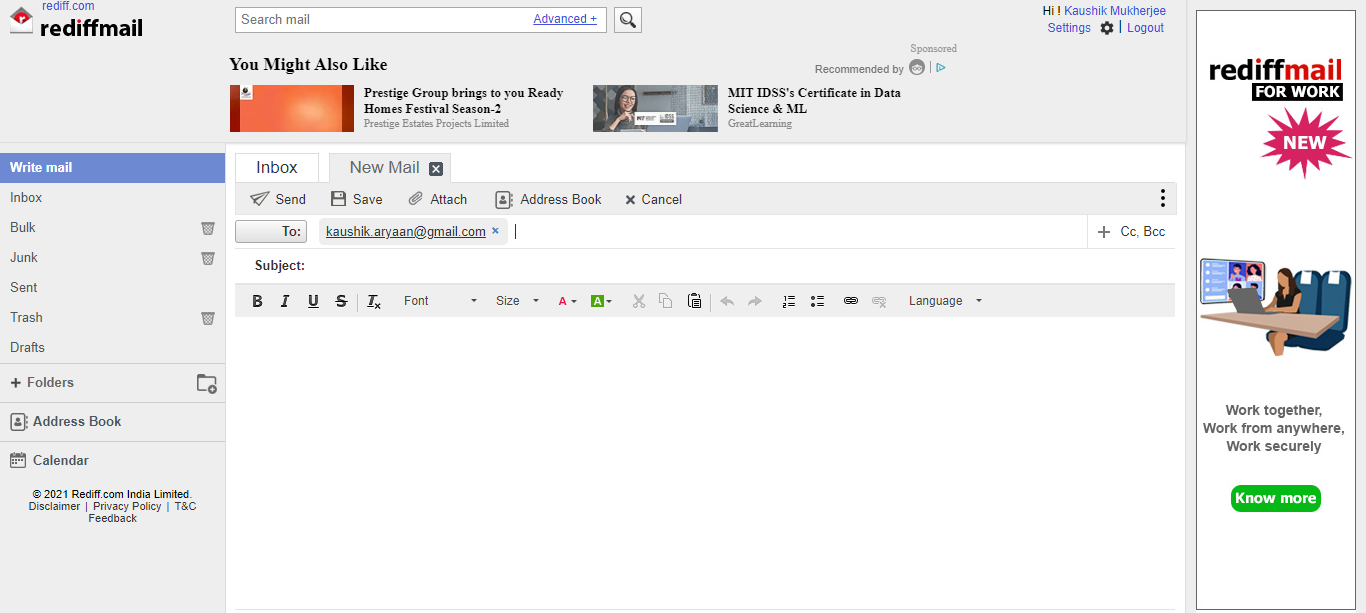 rediff.com
rediffmail
Search mail
Advanced +
Hi ! Kaushik Mukherjee
Settings | Logout
You Might Also Like
Sponsored
Recommended by
Prestige Group brings to you Ready
Homes Festival Season-2
Prestige Estates Projects Limited
MIT IDSS's Certificate in Data
Science & ML
GreatLearning
Write mail
Inbox
Bulk
Junk
Sent
Trash
Drafts
+ Folders
Address Book
Calendar
© 2021 Rediff.com India Limited.
Disclaimer | Privacy Policy | T&C
Feedback
Inbox
New Mail
Send
Save
Attach
Address Book
Cancel
To:
kaushik.aryaan@gmail.com ×
+ Cc, Bcc
Subject:
B I U S Tx Font Size A A Language
rediffmail
FOR WORK
NEW
Work together,
Work from anywhere,
Work securely
Know more